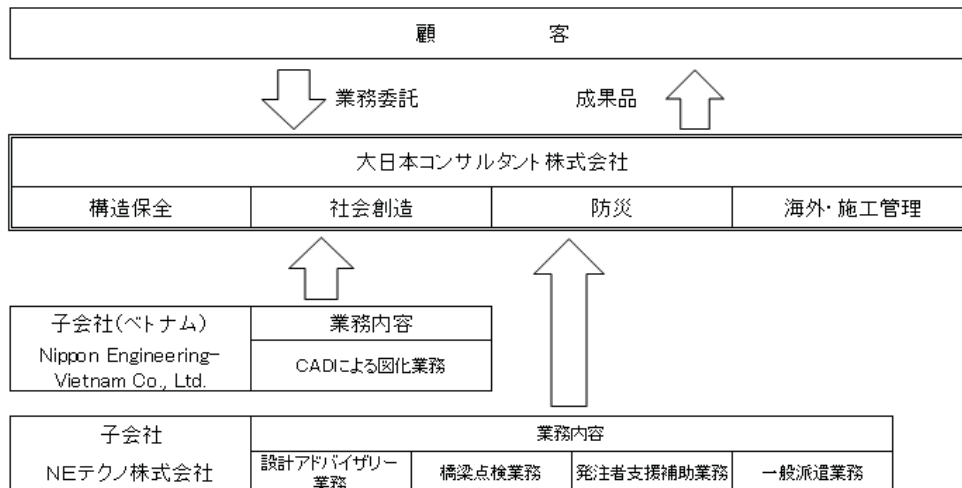 顧　客
業務委託
成果品
大日本コンサルタント株式会社
構造保全　社会創造　防災　海外・施工管理
子会社(ベトナム)　業務内容
Nippon Engineering-
Vietnam Co., Ltd.
CADによる図化業務
子会社　業務内容
NEテクノ株式会社
設計アドバイザリー
業務
橋梁点検業務　発注者支援補助業務　一般派遣業務